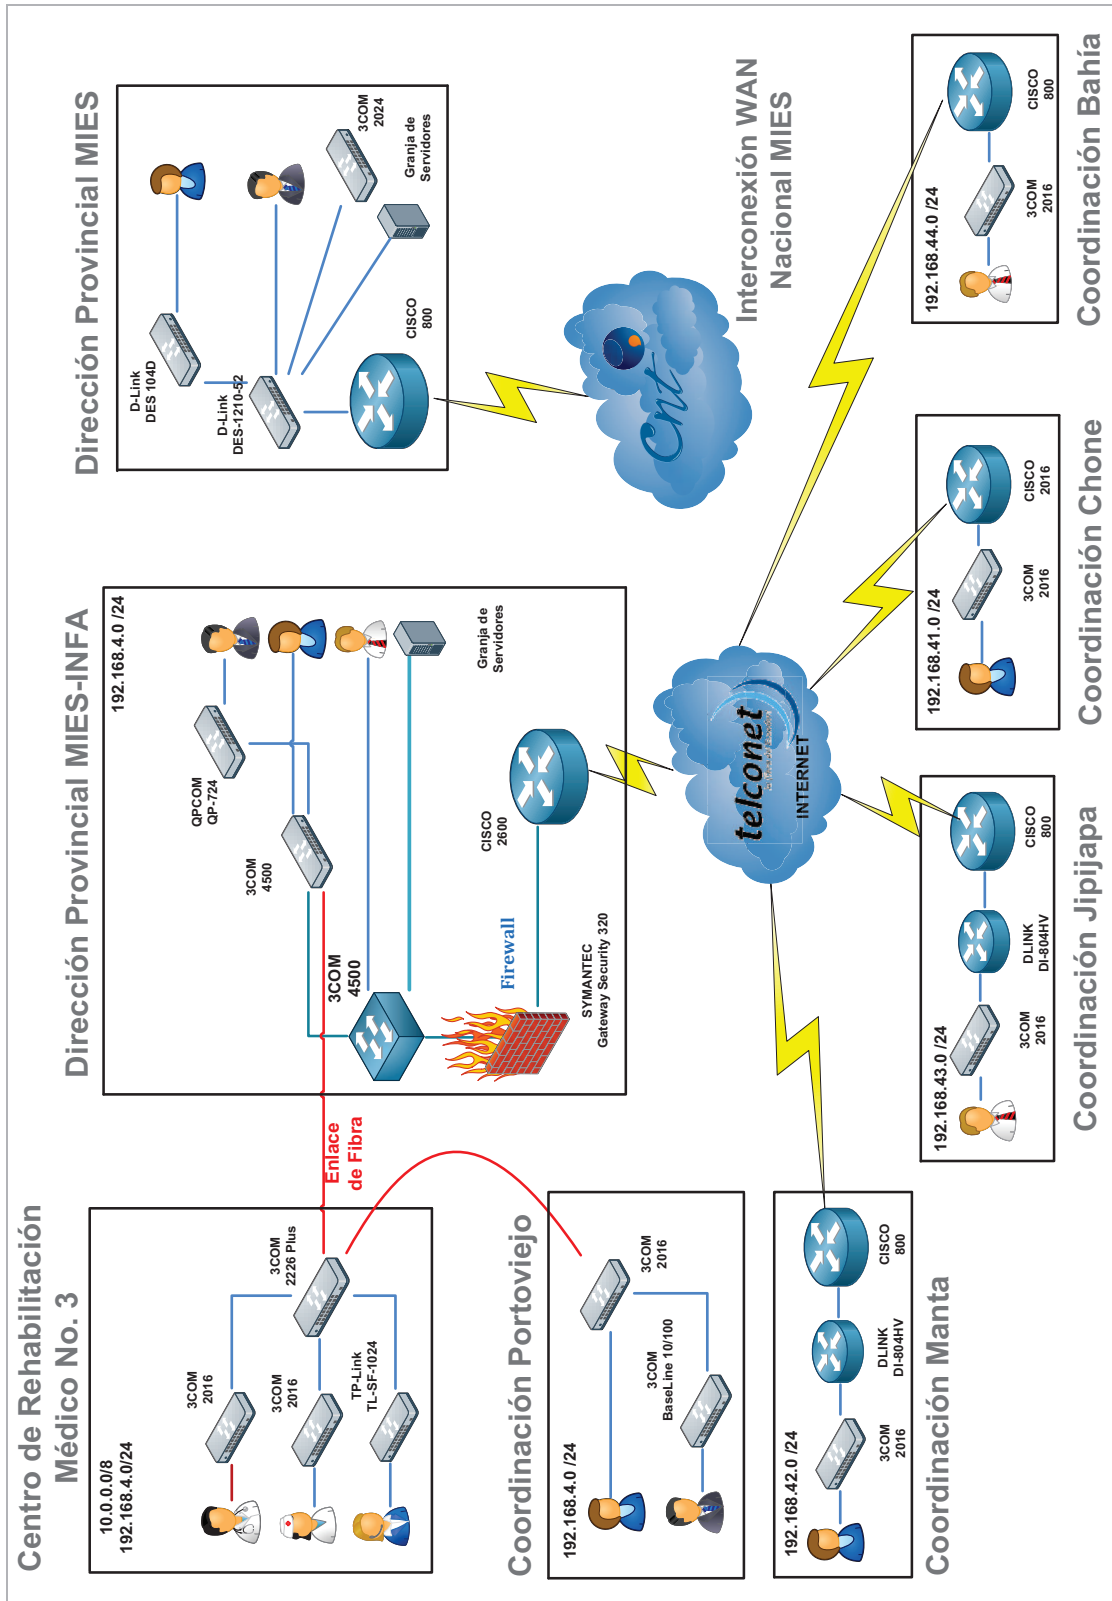 Centro de Rehabilitación
Médico No. 3
10.0.0.0/8
192.168.4.0/24
3COM
2016
3COM
2016
TP-Link
TL-SF-1024
3COM
2226 Plus
Enlace
de Fibra
Dirección Provincial MIES-INFA
192.168.4.0 /24
QPCOM
QP-724
3COM
4500
3COM
4500
Granja de
Servidores
Firewall
SYMANTEC
Gateway Security 320
CISCO
2600
Dirección Provincial MIES
D-Link
DES 104D
D-Link
DES-1210-52
3COM
2024
Granja de
Servidores
CISCO
800
Cnt
Interconexión WAN
Nacional MIES
Coordinación Portoviejo
192.168.4.0 /24
3COM
2016
3COM
BaseLine 10/100
telconet
INTERNET
192.168.42.0 /24
3COM
2016
DLINK
DI-804HV
CISCO
800
Coordinación Manta
192.168.43.0 /24
3COM
2016
DLINK
DI-804HV
CISCO
800
Coordinación Jipijapa
192.168.41.0 /24
3COM
2016
CISCO
2016
Coordinación Chone
192.168.44.0 /24
3COM
2016
CISCO
800
Coordinación Bahía